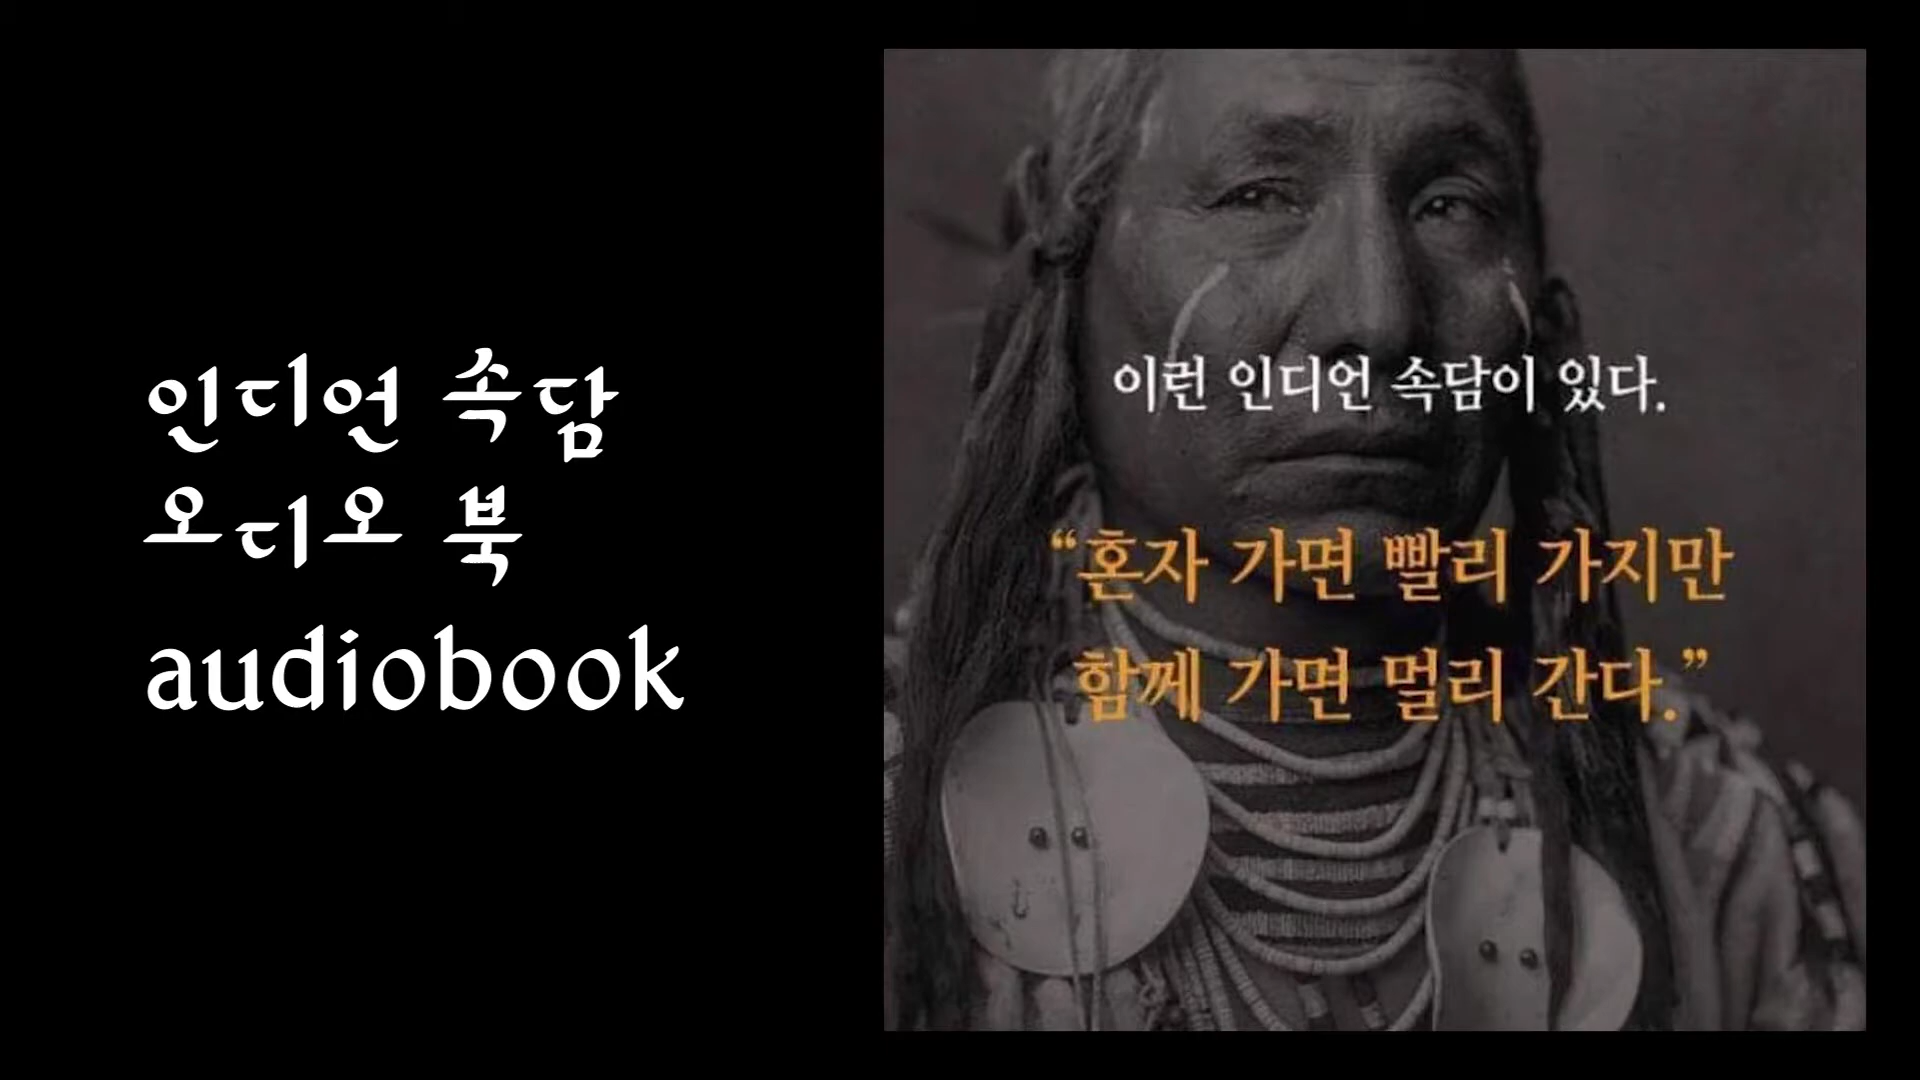 인디언 속담
오디오 북
audiobook
이런 인디언 속담이 있다.
“혼자 가면 빨리 가지만
함께 가면 멀리 간다.”